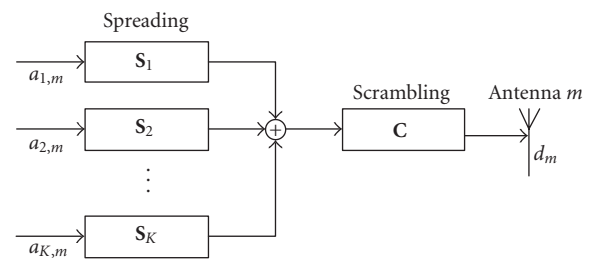 Spreading
S1
a1,m
S2
a2,m
⋮
SK
aK,m
+
Scrambling
C
Antenna m
dm